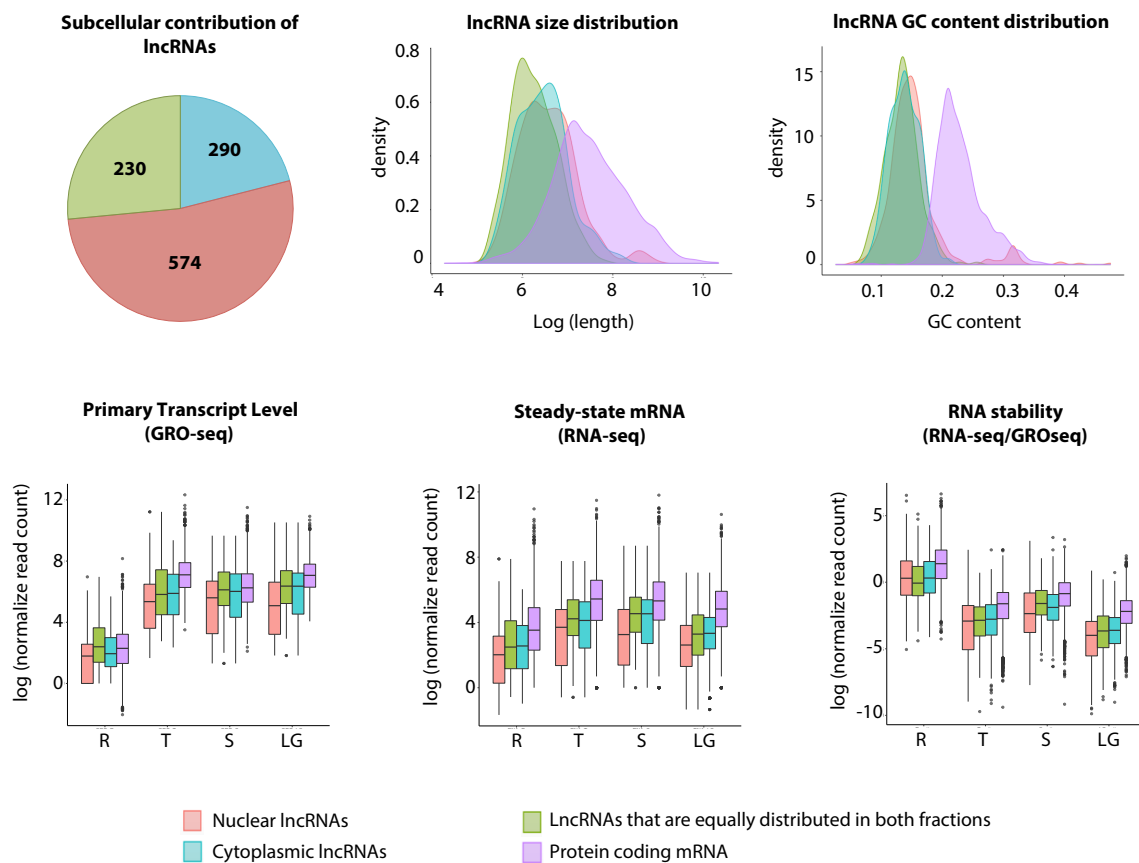 Subcellular contribution of
lncRNAs
230
290
574
lncRNA size distribution
0.8
0.6
0.4
0.2
0
density
4
6
8
10
Log (length)
lncRNA GC content distribution
15
10
5
0
density
0.1
0.2
0.3
0.4
GC content
Primary Transcript Level
(GRO-seq)
log (normalize read count)
12
8
4
0
R
T
S
LG
Steady-state mRNA
(RNA-seq)
log (normalize read count)
12
8
4
0
R
T
S
LG
RNA stability
(RNA-seq/GROseq)
log (normalize read count)
5
0
-5
-10
R
T
S
LG
Nuclear lncRNAs
LncRNAs that are equally distributed in both fractions
Cytoplasmic lncRNAs
Protein coding mRNA